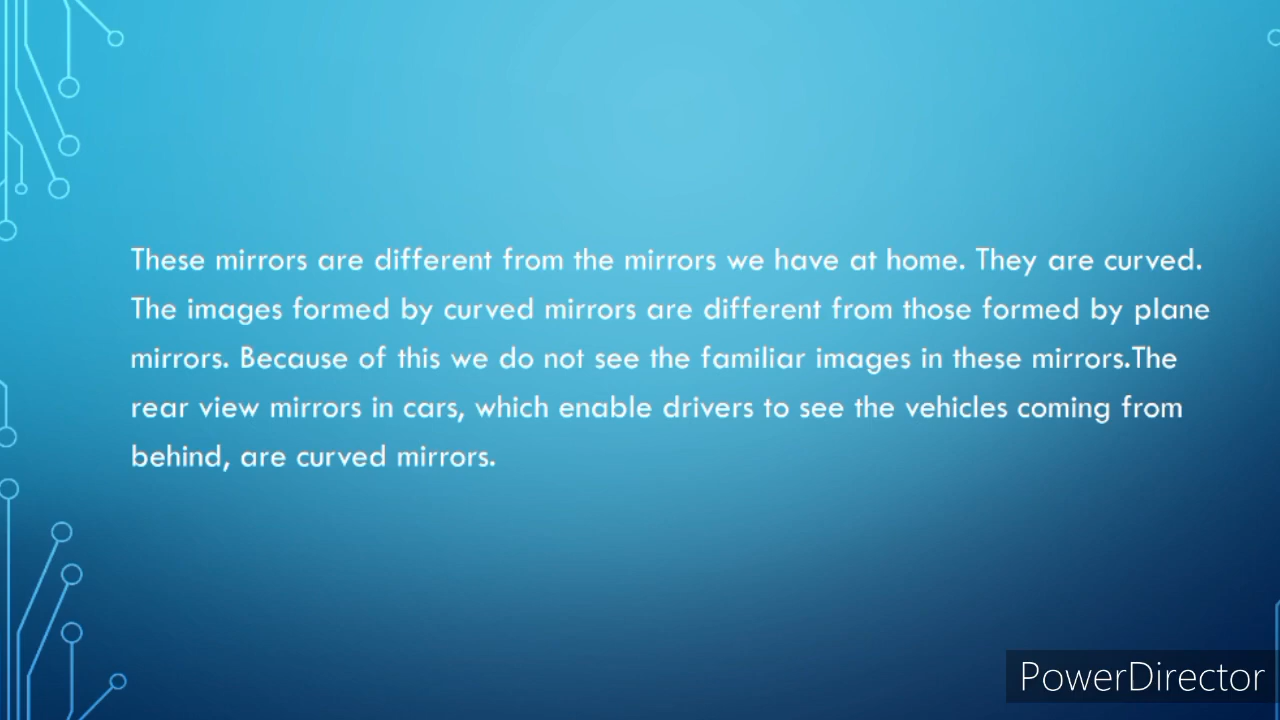 These mirrors are different from the mirrors we have at home. They are curved.
The images formed by curved mirrors are different from those formed by plane
mirrors. Because of this we do not see the familiar images in these mirrors.The
rear view mirrors in cars, which enable drivers to see the vehicles coming from
behind, are curved mirrors.
PowerDirector